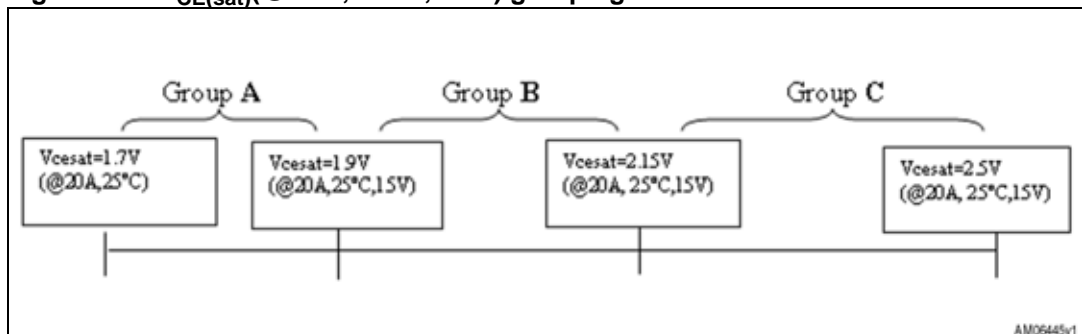 Group A
Group B
Group C
Vcesat=1.7V
(@20A,25°C)
Vcesat=1.9V
(@20A,25°C,15V)
Vcesat=2.15V
(@20A, 25°C,15V)
Vcesat=2.5V
(@20A, 25°C,15V)
AM06445v1